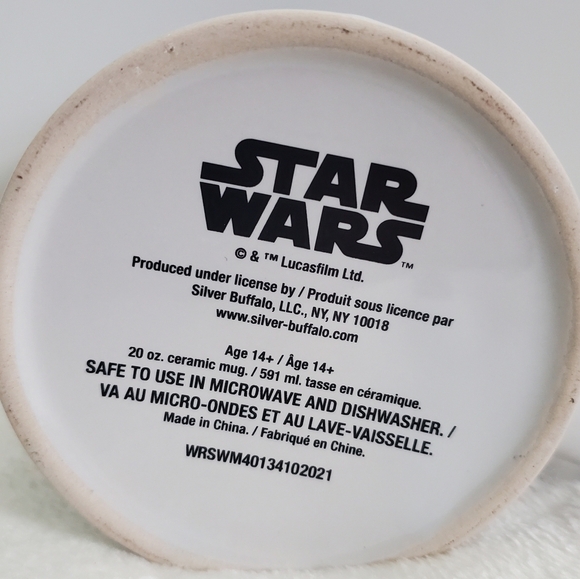 STAR
WARS™
© & ™ Lucasfilm Ltd.
Produced under license by / Produit sous licence par
Silver Buffalo, LLC., NY, NY 10018
www.silver-buffalo.com
Age 14+ / Âge 14+
20 oz. ceramic mug. / 591 ml. tasse en céramique.
SAFE TO USE IN MICROWAVE AND DISHWASHER. /
VA AU MICRO-ONDES ET AU LAVE-VAISSELLE.
Made in China. / Fabriqué en Chine.
WRSWM40134102021